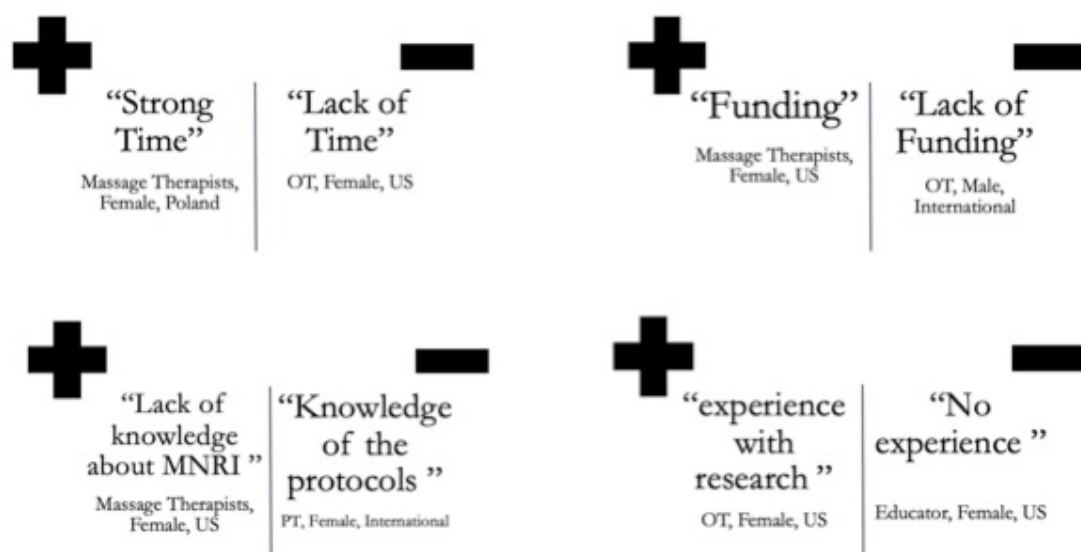 “Strong
Time”
Massage Therapists,
Female, Poland
“Lack of
Time”
OT, Female, US
“Funding”
Massage Therapists,
Female, US
“Lack of
Funding”
OT, Male,
International
“Lack of
knowledge
about MNRI ”
Massage Therapists,
Female, US
“Knowledge
of the
protocols ”
PT, Female, International
“experience
with
research ”
OT, Female, US
“No
experience ”
Educator, Female, US